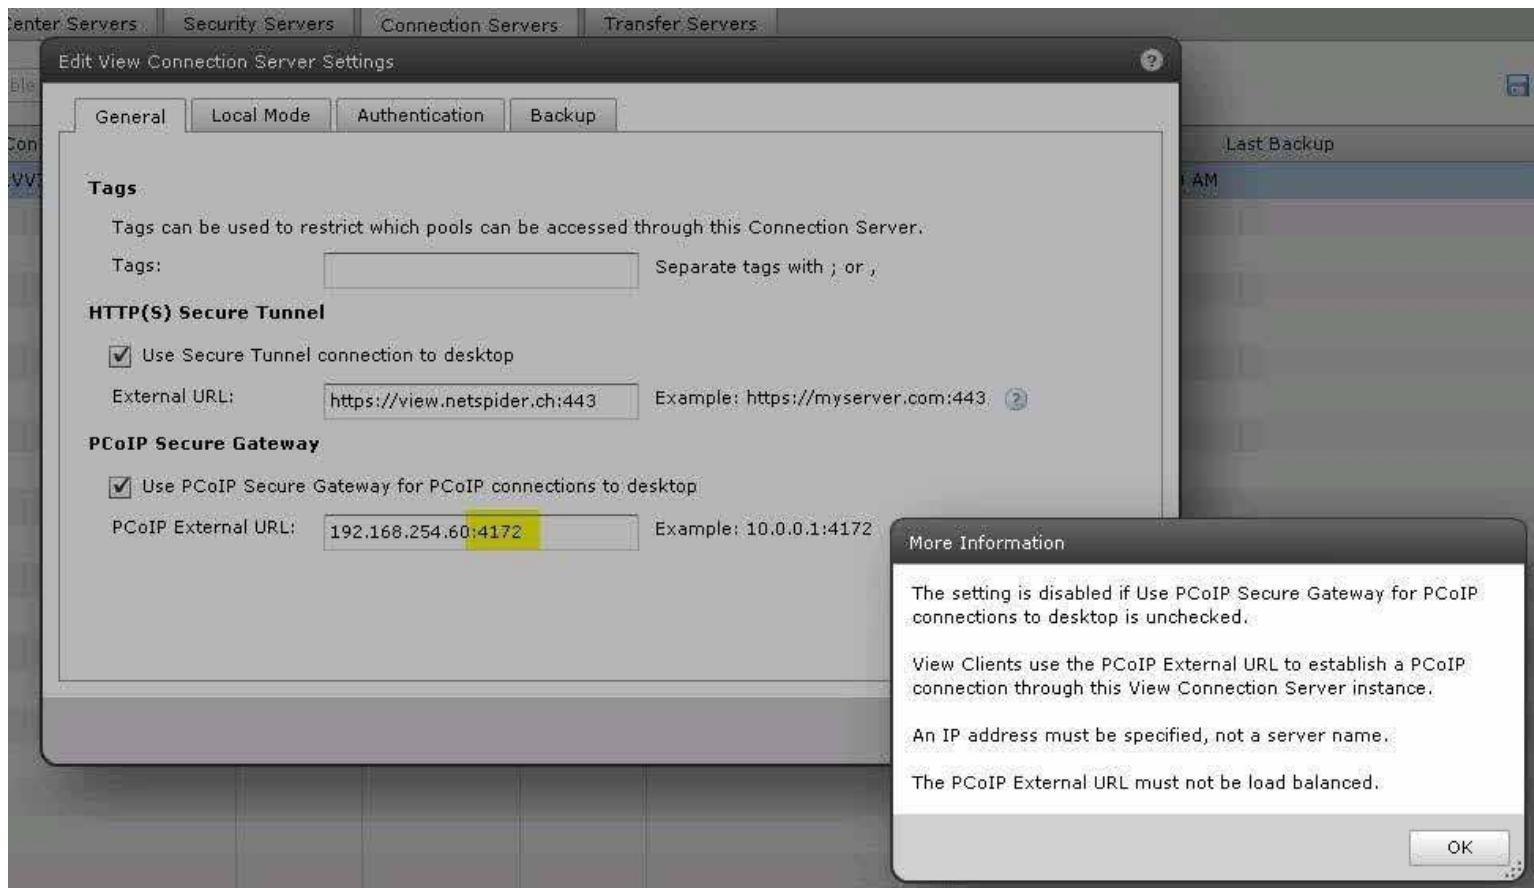 Center Servers Security Servers Connection Servers Transfer Servers
Edit View Connection Server Settings
General Local Mode Authentication Backup
Last Backup
AM
Tags
Tags can be used to restrict which pools can be accessed through this Connection Server.
Tags: Separate tags with ; or ,
HTTP(S) Secure Tunnel
Use Secure Tunnel connection to desktop
External URL: https://view.netspider.ch:443 Example: https://myserver.com:443 ?
PCoIP Secure Gateway
Use PCoIP Secure Gateway for PCoIP connections to desktop
PCoIP External URL: 192.168.254.60:4172 Example: 10.0.0.1:4172
More Information
The setting is disabled if Use PCoIP Secure Gateway for PCoIP
connections to desktop is unchecked.
View Clients use the PCoIP External URL to establish a PCoIP
connection through this View Connection Server instance.
An IP address must be specified, not a server name.
The PCoIP External URL must not be load balanced.
OK